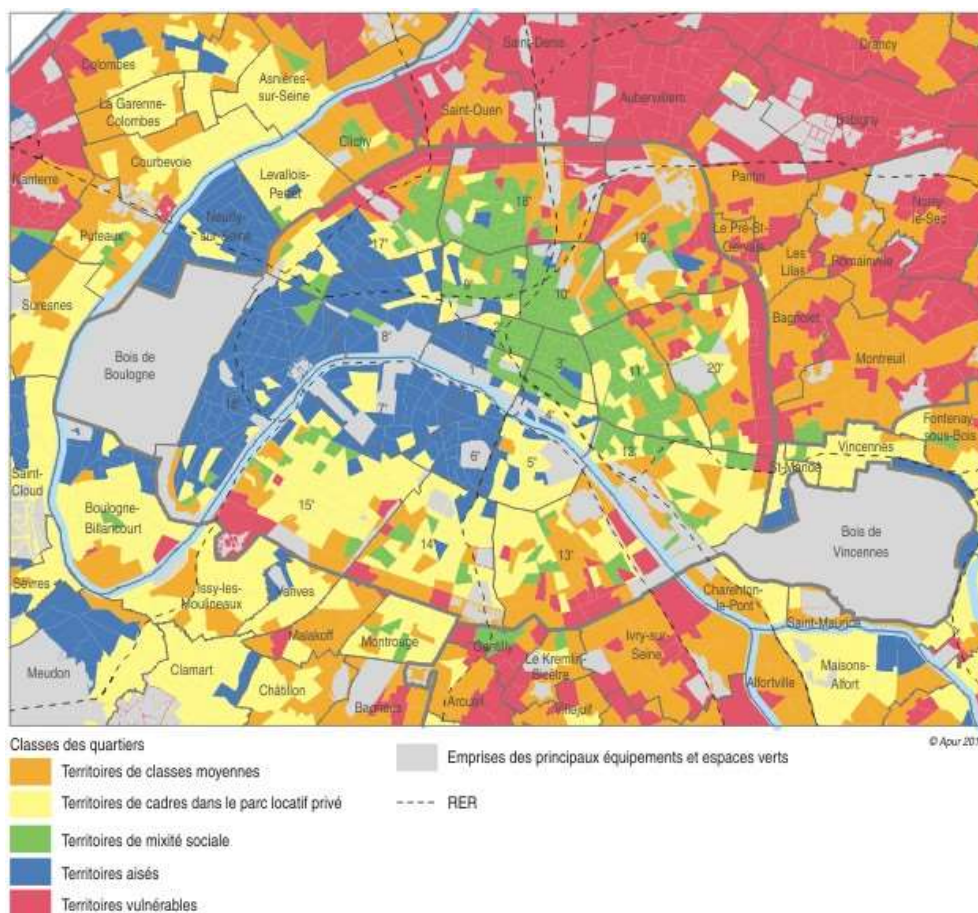 Saint-Denis
Drancy
Colombes
Asnières-
sur-Seine
La Garenne-
Colombes
Saint-Ouen
Aubervilliers
Bobigny
Clichy
Courbevoie
Levallois-
Perret
Nanterre
Pantin
Noisy-
le-Sec
Neuilly-
sur-Seine
Puteaux
17e
18e
19e
Le Pré-St-
Gervais
Les
Lilas
Romainville
Suresnes
9e
10e
Bagnolet
Bois de
Boulogne
8e
2e
3e
11e
20e
Montreuil
1
16e
7e
4e
Fontenay-
sous-Bois
Vincennes
6e
5e
12e
St-Mandé
Saint-
Cloud
Boulogne-
Billancourt
15e
14e
13e
Bois de
Vincennes
Sèvres
Issy-les-
Moulineaux
Vanves
Charenton-
le-Pont
Saint-Maurice
Malakoff
Montrouge
Gentilly
Le Kremlin-
Bicêtre
Ivry-sur-
Seine
Meudon
Clamart
Châtillon
Bagneux
Arcueil
Villejuif
Alfortville
Maisons-
Alfort
© Apur 201
Classes des quartiers
Territoires de classes moyennes
Territoires de cadres dans le parc locatif privé
Territoires de mixité sociale
Territoires aisés
Territoires vulnérables
Emprises des principaux équipements et espaces verts
RER